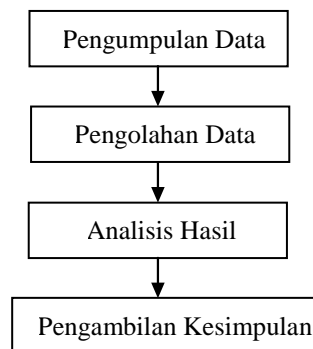 Pengumpulan Data
Pengolahan Data
Analisis Hasil
Pengambilan Kesimpulan